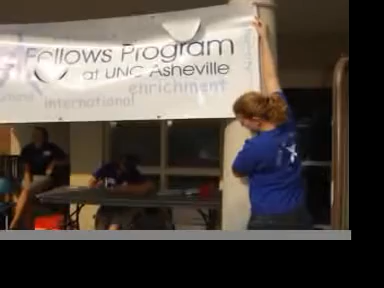 Fellows Program
at UNC Asheville
enrichment
international